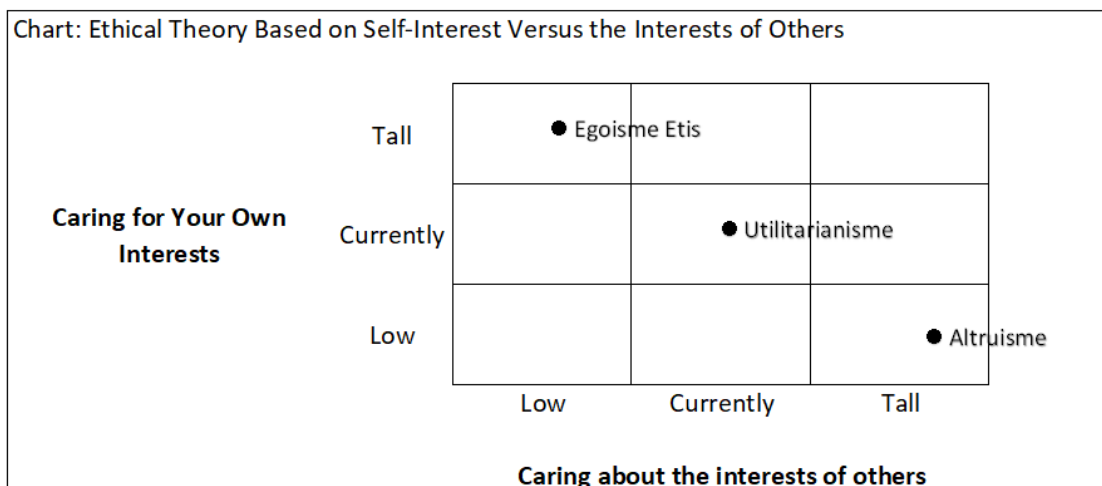 Chart: Ethical Theory Based on Self-Interest Versus the Interests of Others
Tall
Egoisme Etis
Caring for Your Own
Interests
Currently
Utilitarianisme
Low
Altruisme
Low
Currently
Tall
Caring about the interests of others